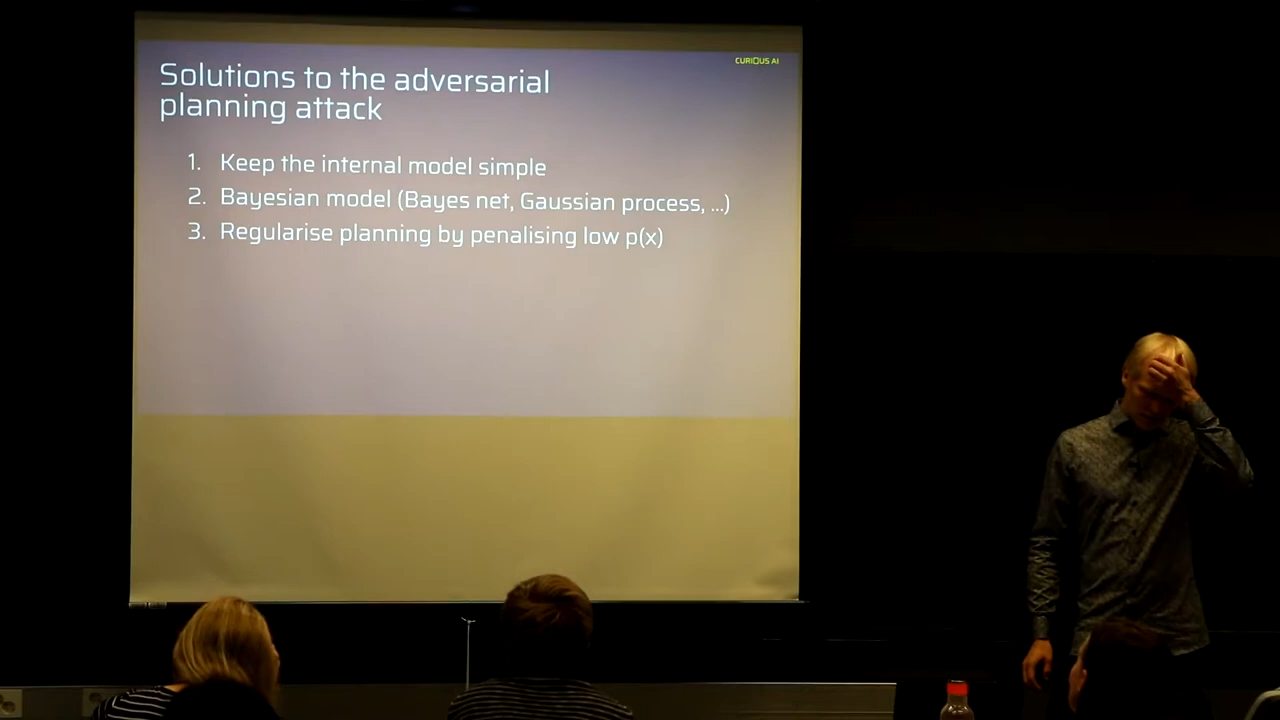 CURIOUS AI
Solutions to the adversarial
planning attack
1. Keep the internal model simple
2. Bayesian model (Bayes net, Gaussian process, ...)
3. Regularise planning by penalising low p(x)